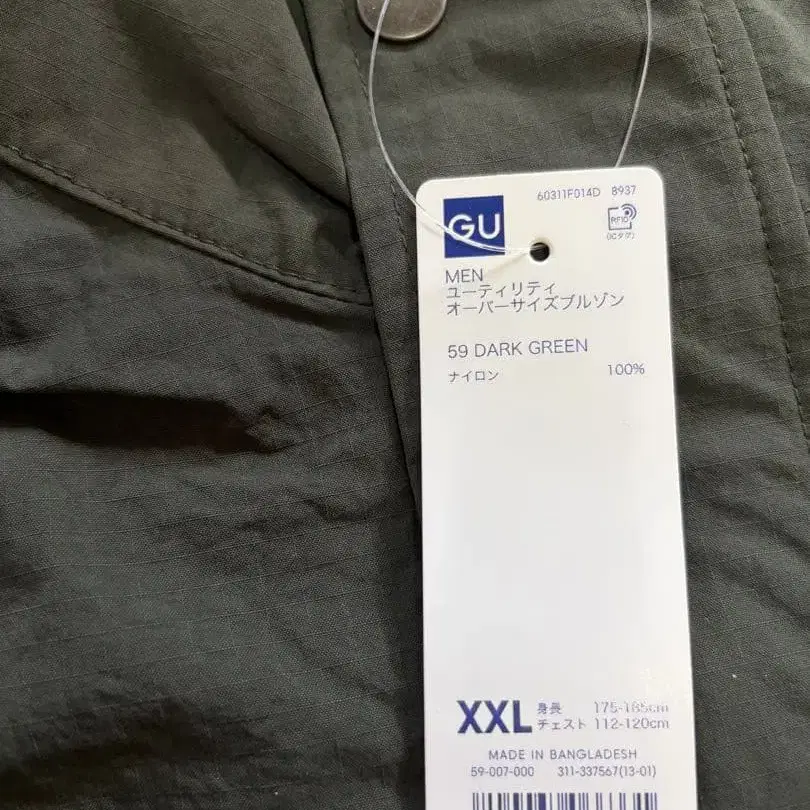 60311F014D 8937
GU
RFID
(ICタグ)
MEN
ユーティリティ
オーバーサイズブルゾン
59 DARK GREEN
ナイロン 100%
XXL 身長 175-185cm
チェスト 112-120cm
MADE IN BANGLADESH
59-007-000 311-337567(13-01)